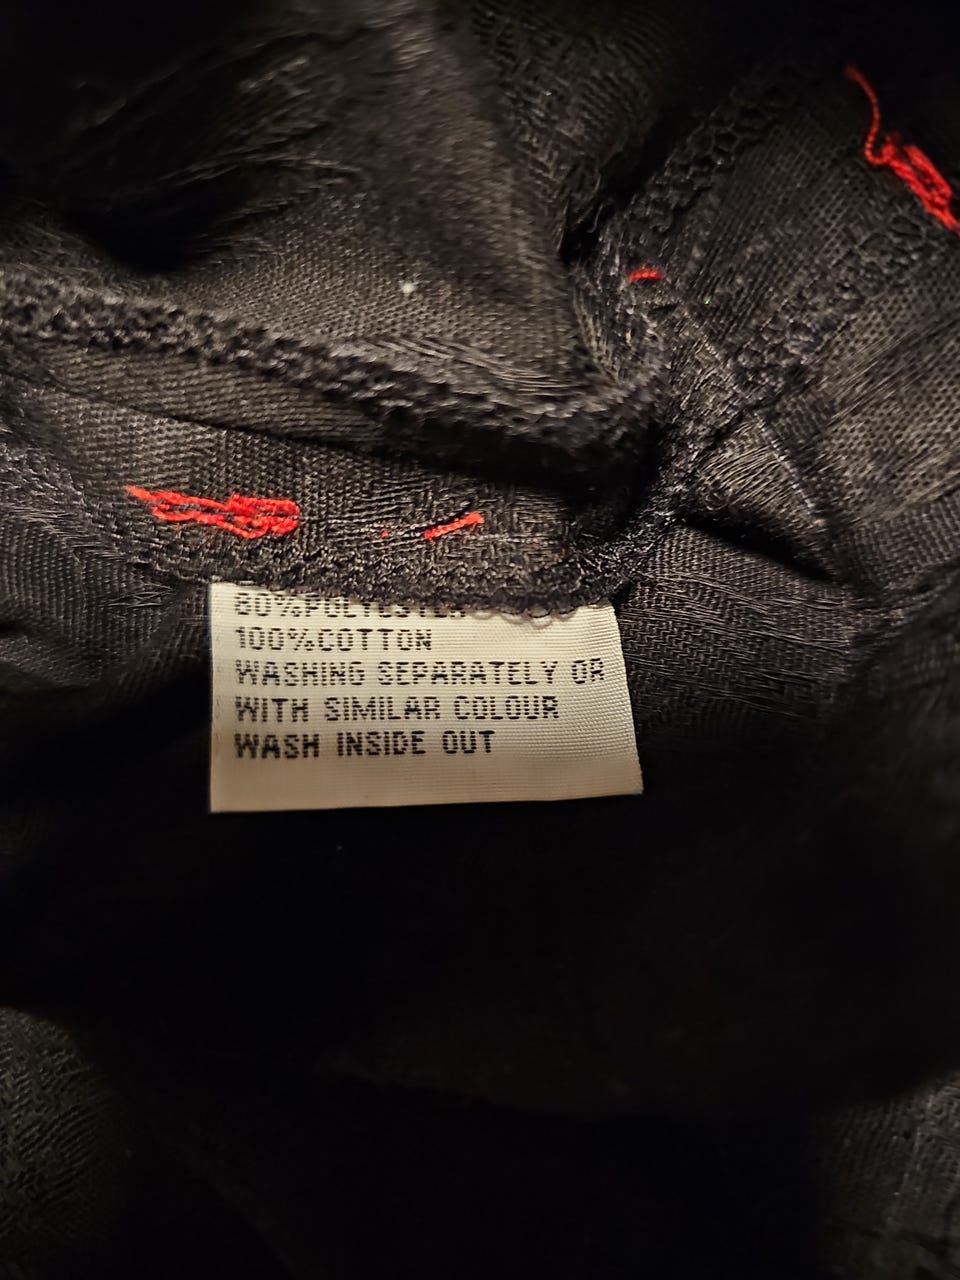 80%POLYESTER
100%COTTON
WASHING SEPARATELY OR
WITH SIMILAR COLOUR
WASH INSIDE OUT